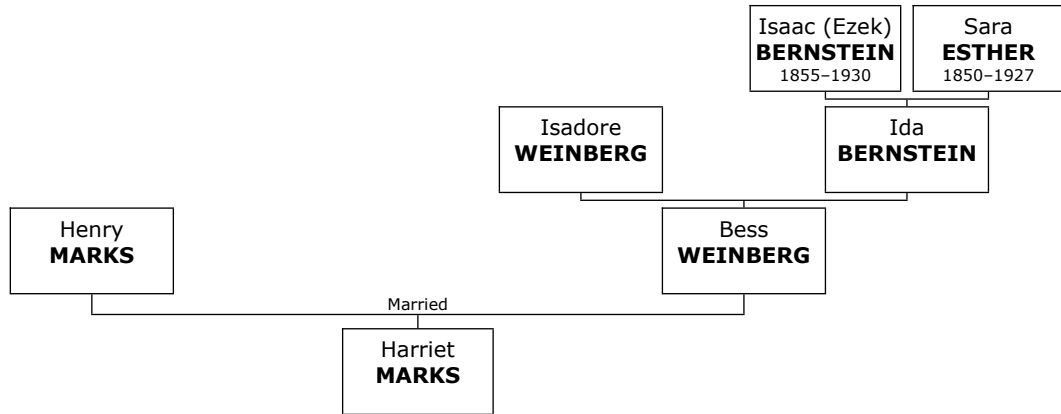 Isaac (Ezek)
BERNSTEIN
1855–1930
Sara
ESTHER
1850–1927
Isadore
WEINBERG
Ida
BERNSTEIN
Henry
MARKS
Bess
WEINBERG
Married
Harriet
MARKS